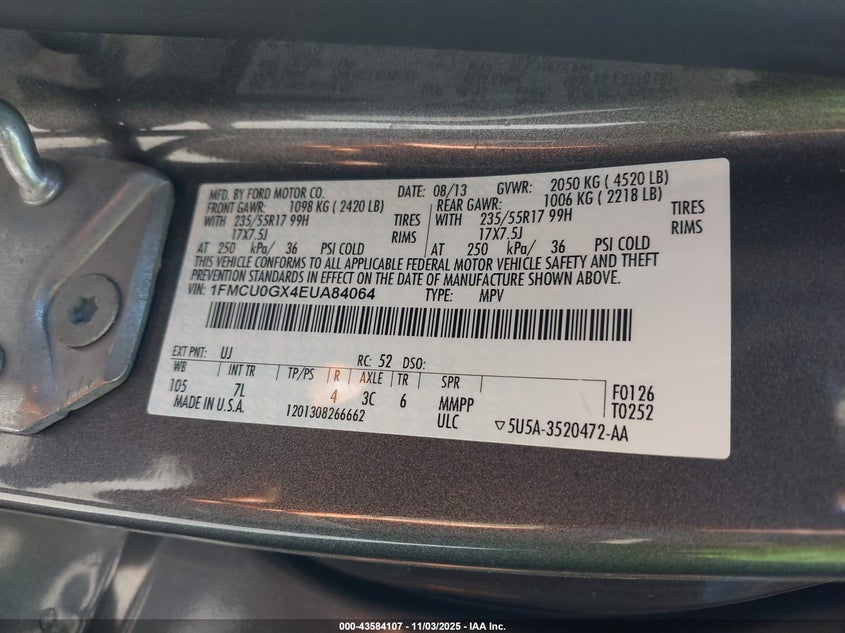 MFD. BY FORD MOTOR CO. DATE: 08/13 GVWR: 2050 KG ( 4520 LB)
FRONT GAWR: 1098 KG ( 2420 LB) REAR GAWR: 1006 KG ( 2218 LB)
WITH 235/55R17 99H TIRES WITH 235/55R17 99H TIRES
17X7.5J RIMS 17X7.5J RIMS
AT 250 kPa/ 36 PSI COLD AT 250 kPa/ 36 PSI COLD
THIS VEHICLE CONFORMS TO ALL APPLICABLE FEDERAL MOTOR VEHICLE SAFETY AND THEFT
PREVENTION STANDARDS IN EFFECT ON THE DATE OF MANUFACTURE SHOWN ABOVE.
VIN: 1FMCU0GX4EUA84064 TYPE: MPV
EXT PNT: UJ RC: 52 DSO:
WB INT TR TP/PS R AXLE TR SPR
105 7L 4 3C 6 MMPP F0126
MADE IN U.S.A. 1201308266662 ULC T0252
▽5U5A-3520472-AA
000-43584107 - 11/03/2025 - IAA Inc.